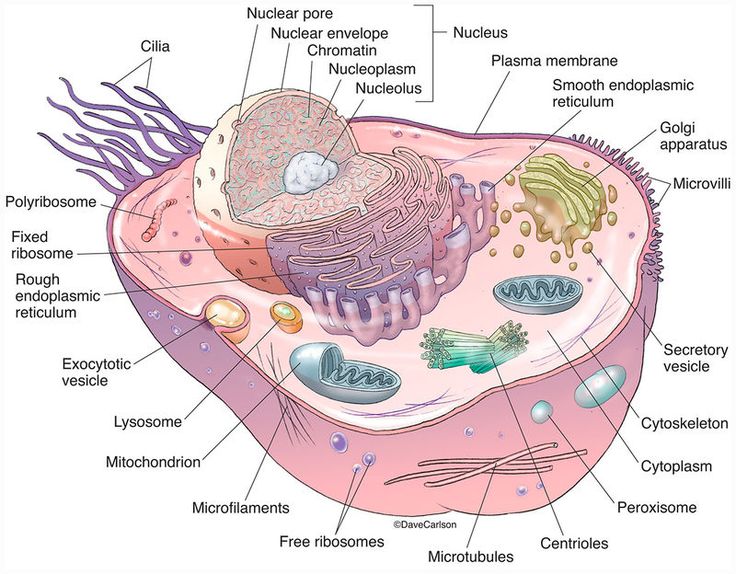 Nuclear pore
Nuclear envelope
Chromatin
Nucleoplasm
Nucleolus
Nucleus
Cilia
Plasma membrane
Smooth endoplasmic
reticulum
Golgi
apparatus
Microvilli
Polyribosome
Fixed
ribosome
Rough
endoplasmic
reticulum
Exocytotic
vesicle
Lysosome
Mitochondrion
Microfilaments
Free ribosomes
Microtubules
Centrioles
Peroxisome
Cytoplasm
Cytoskeleton
Secretory
vesicle
©DaveCarlson